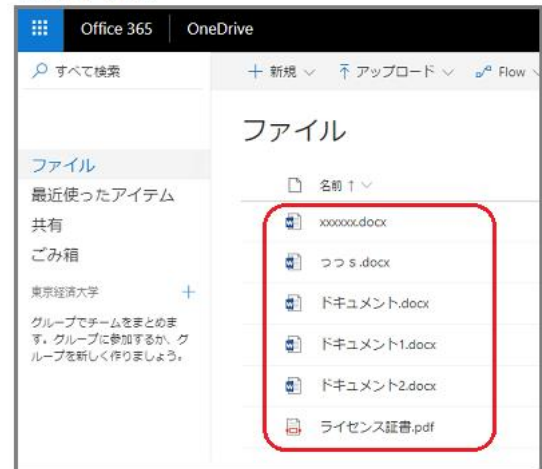 Office 365 OneDrive
すべて検索
＋ 新規 アップロード Flow
ファイル
ファイル
最近使ったアイテム
共有
ごみ箱
東京経済大学 ＋
グループでチームをまとめま
す。グループに参加するか、グ
ループを新しく作りましょう。
名前 ↑
xxxxxx.docx
つつ s .docx
ドキュメント.docx
ドキュメント1.docx
ドキュメント2.docx
ライセンス証書.pdf